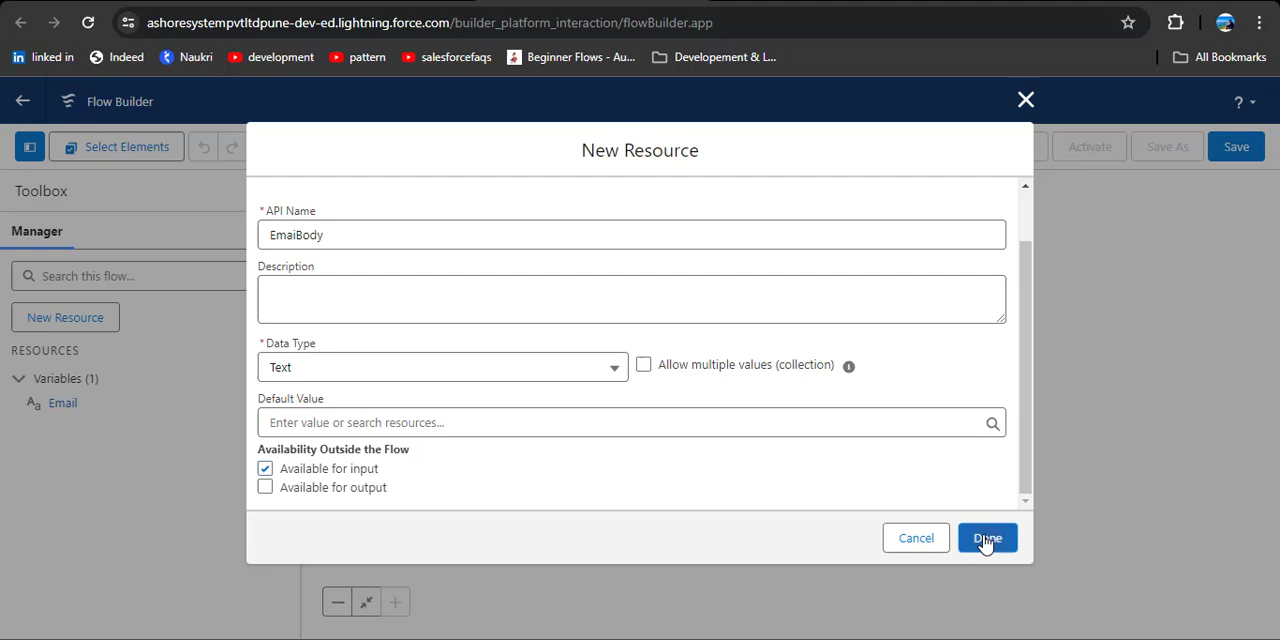 ashoresystempvtltdpune-dev-ed.lightning.force.com/builder_platform_interaction/flowBuilder.app
in linked in
Indeed
Naukri
development
pattern
salesforcefaqs
Beginner Flows - Au...
Developement & L...
All Bookmarks
Flow Builder
?
Select Elements
Activate
Save As
Save
New Resource
Toolbox
Manager
Search this flow...
New Resource
RESOURCES
Variables (1)
Aa Email
* API Name
EmaiBody
Description
* Data Type
Text
Allow multiple values (collection)
Default Value
Enter value or search resources...
Availability Outside the Flow
Available for input
Available for output
Cancel
Done